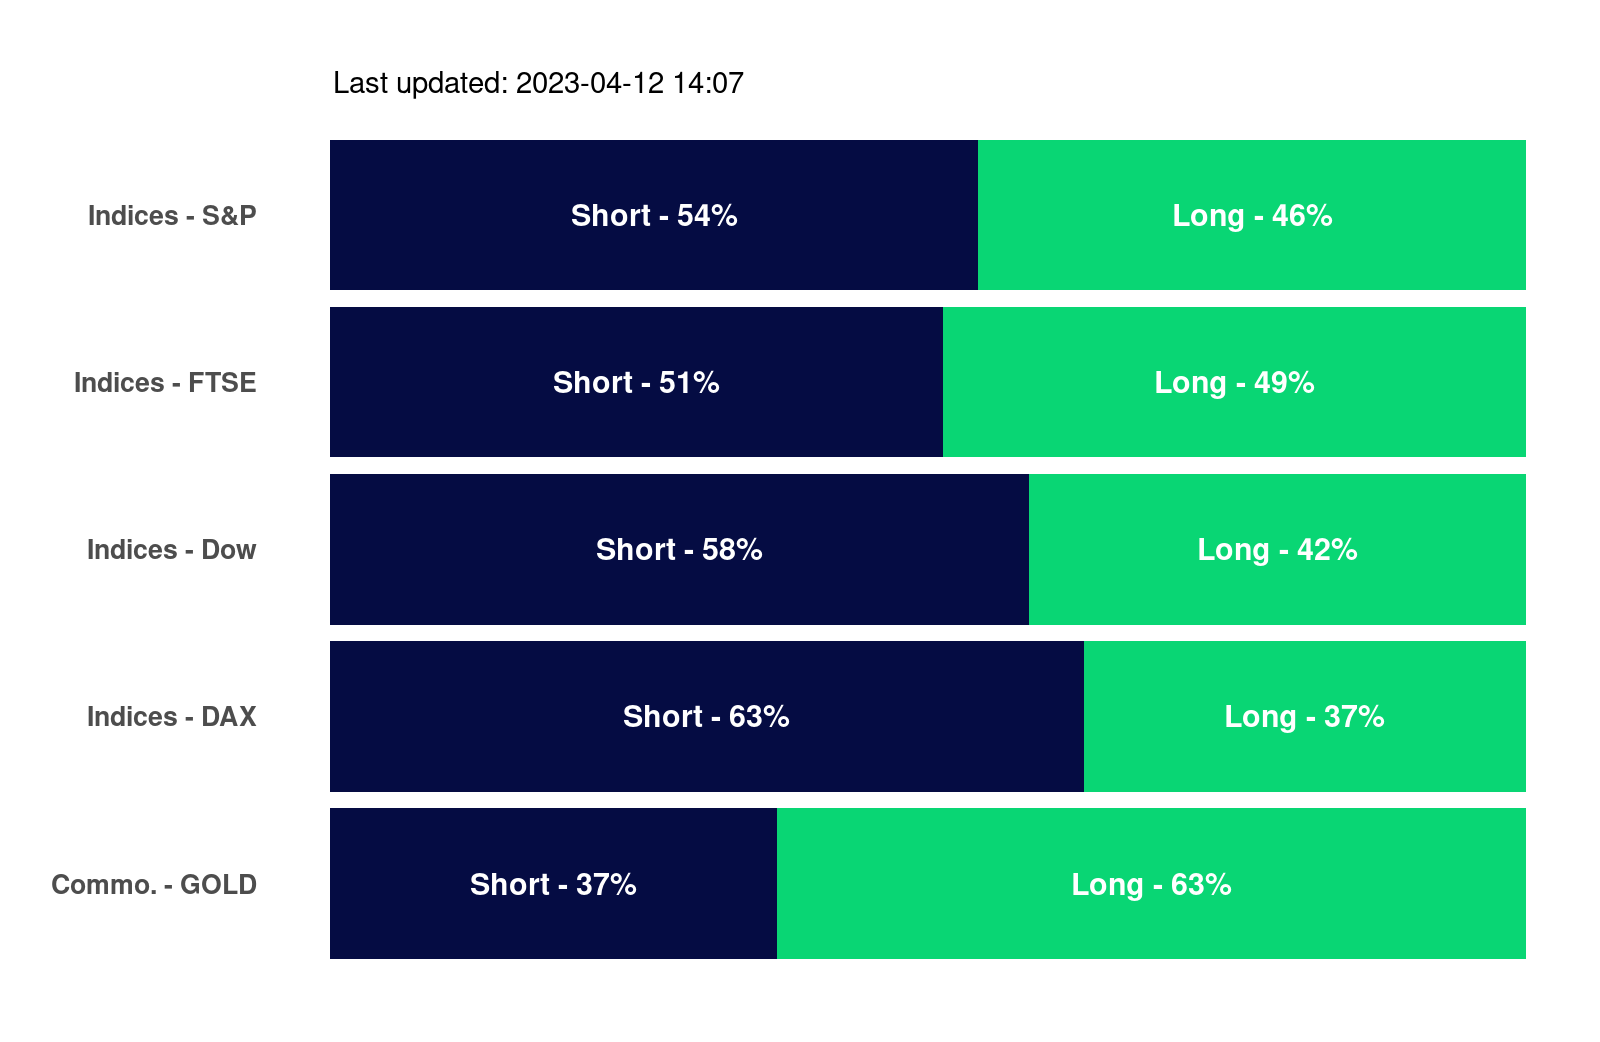 Last updated: 2023-04-12 14:07
Indices - S&P Short - 54% Long - 46%
Indices - FTSE Short - 51% Long - 49%
Indices - Dow Short - 58% Long - 42%
Indices - DAX Short - 63% Long - 37%
Commo. - GOLD Short - 37% Long - 63%